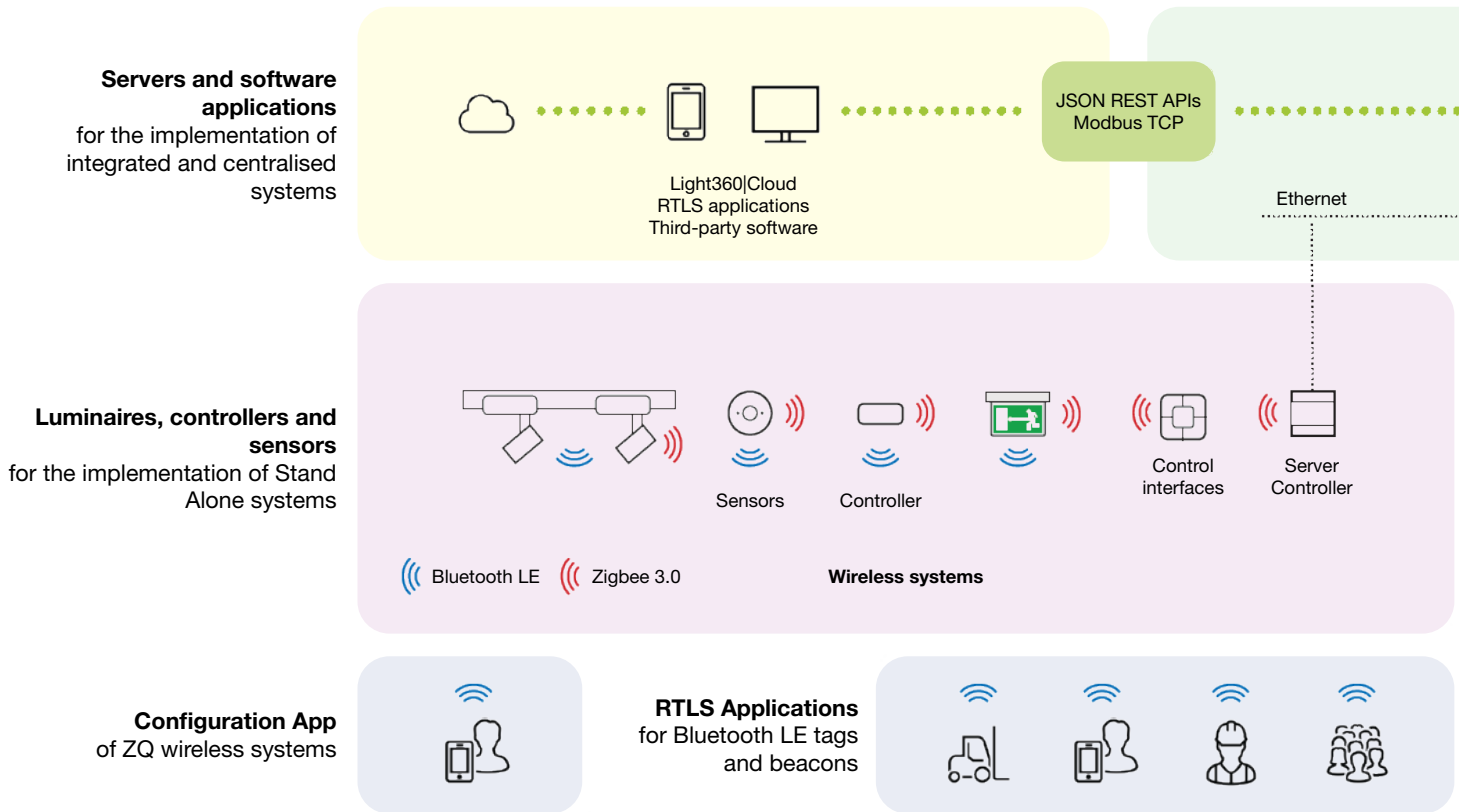 Servers and software
applications
for the implementation of
integrated and centralised
systems
Light360|Cloud
RTLS applications
Third-party software
JSON REST APIs
Modbus TCP
Ethernet
Luminaires, controllers and
sensors
for the implementation of Stand
Alone systems
Sensors
Controller
Control
interfaces
Server
Controller
Bluetooth LE
Zigbee 3.0
Wireless systems
Configuration App
of ZQ wireless systems
RTLS Applications
for Bluetooth LE tags
and beacons